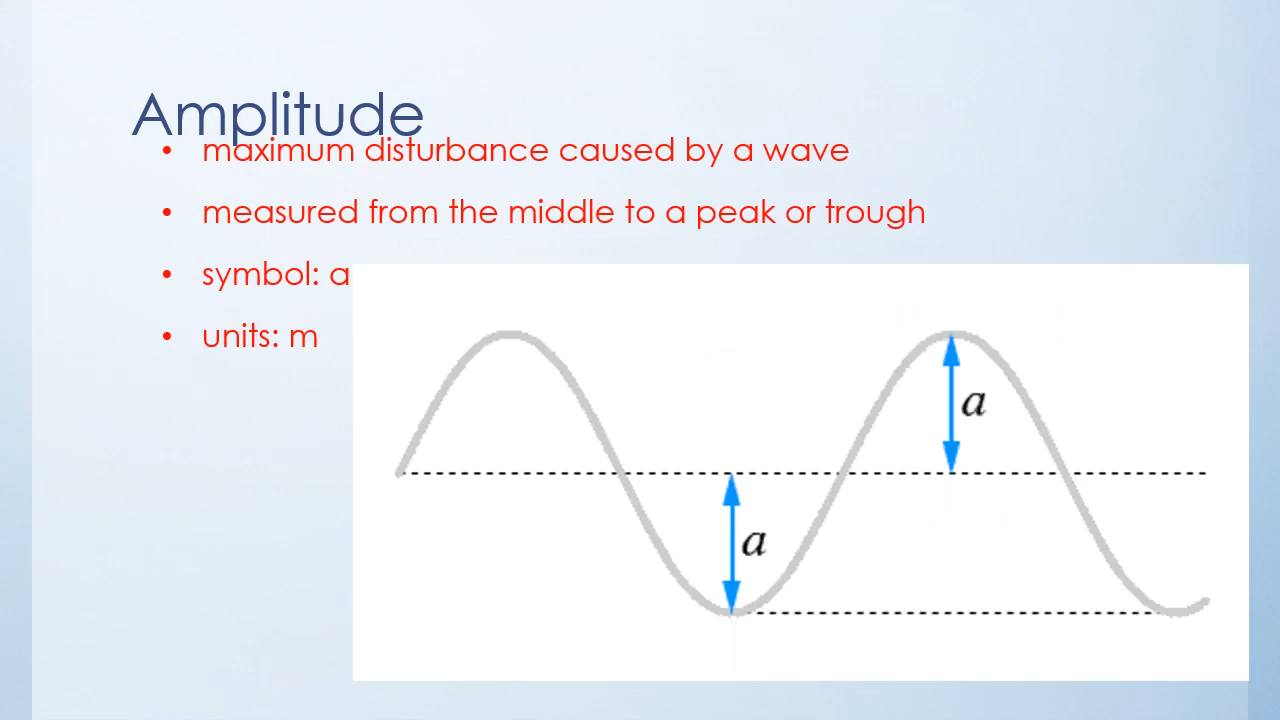 Amplitude
• maximum disturbance caused by a wave
• measured from the middle to a peak or trough
• symbol: a
• units: m
a
a